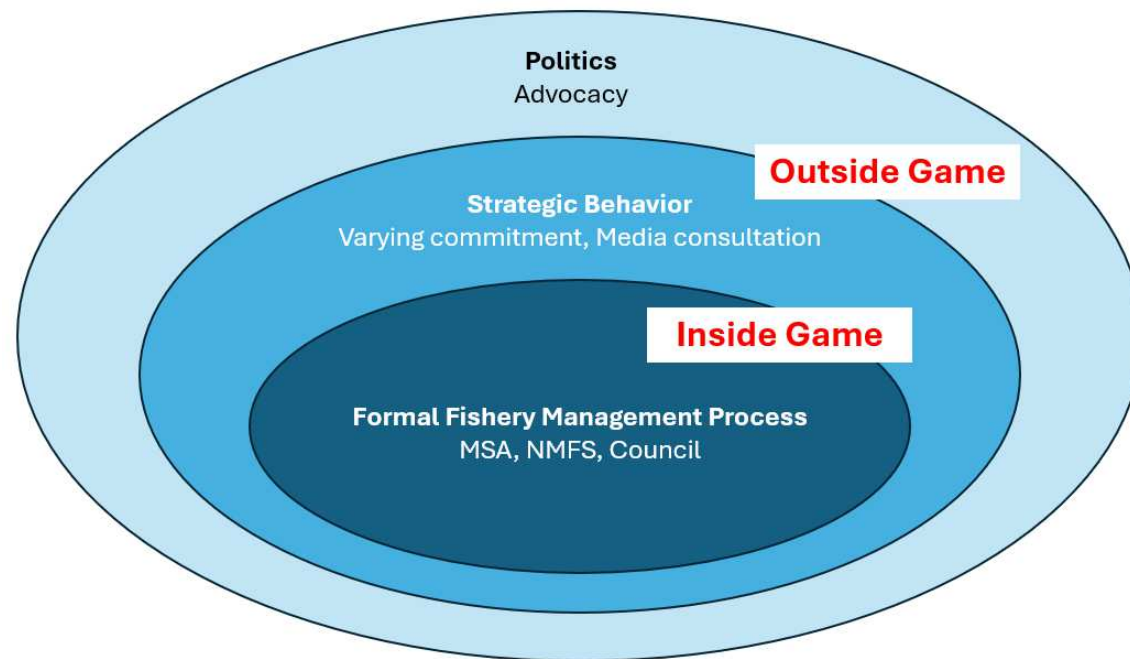 Politics
Advocacy
Outside Game
Strategic Behavior
Varying commitment, Media consultation
Inside Game
Formal Fishery Management Process
MSA, NMFS, Council